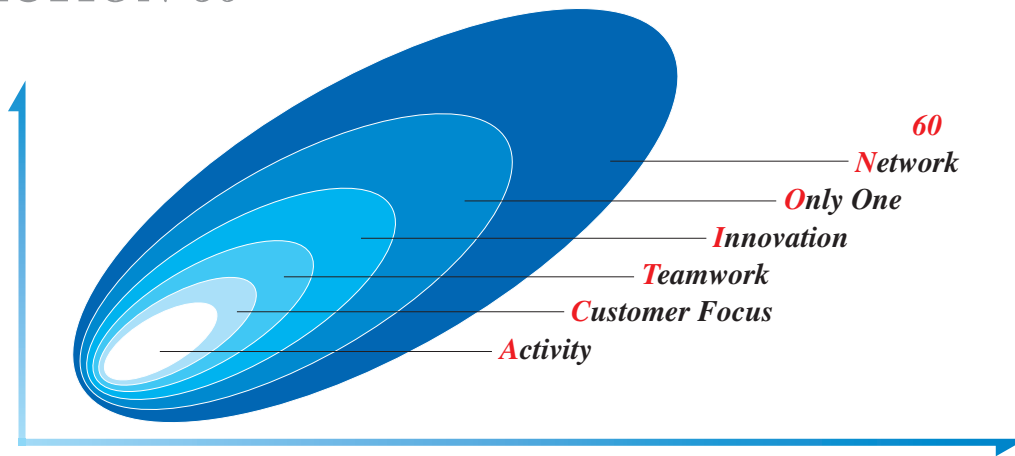 60
Network
Only One
Innovation
Teamwork
Customer Focus
Activity